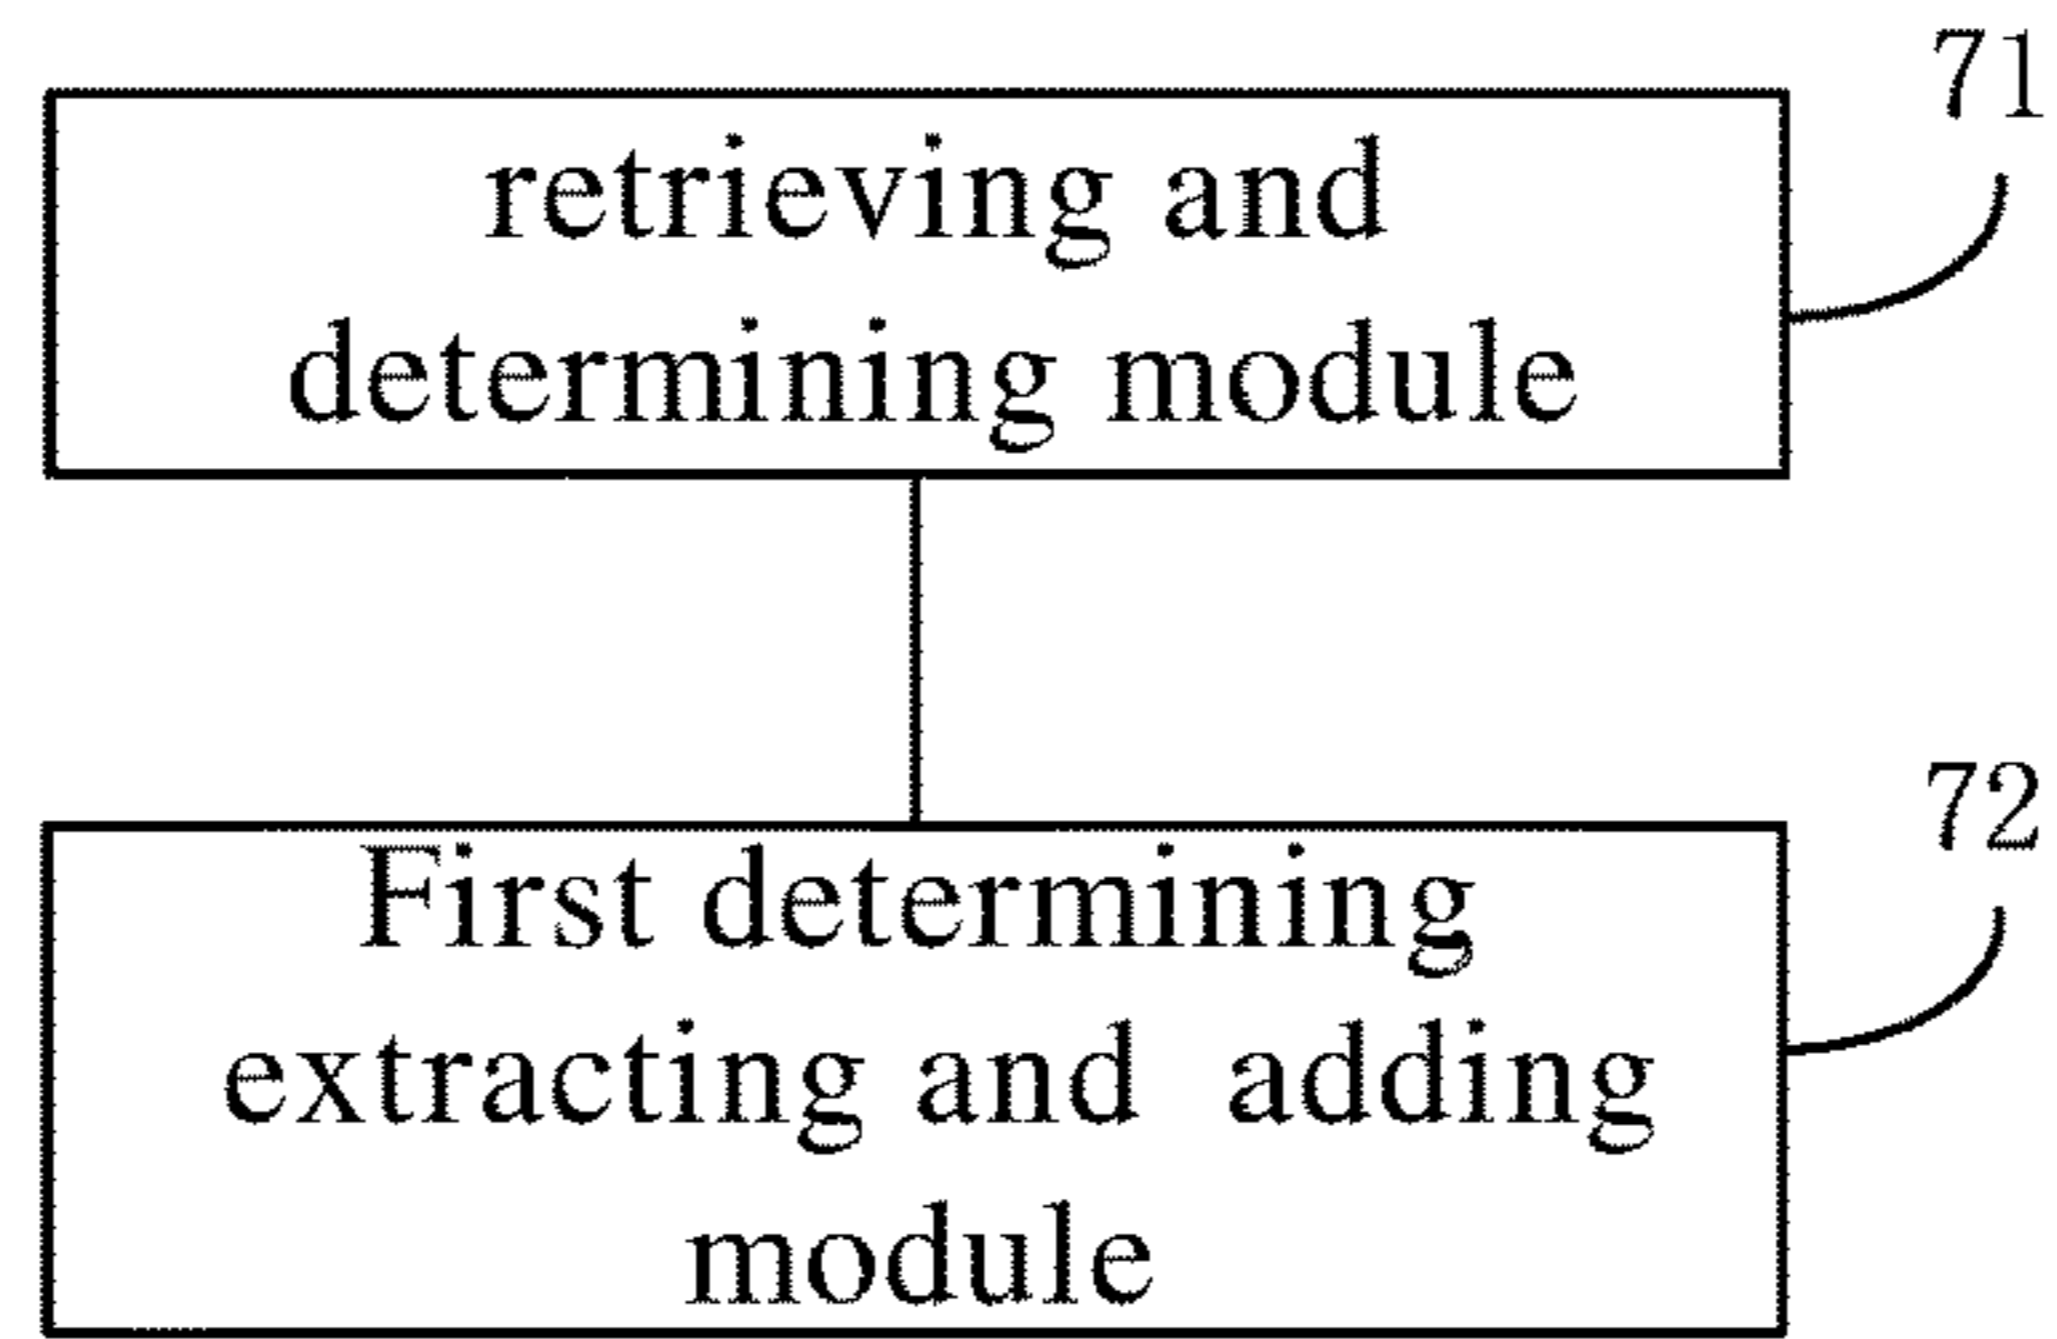 71
retrieving and
determining module
72
First determining
extracting and  adding
module